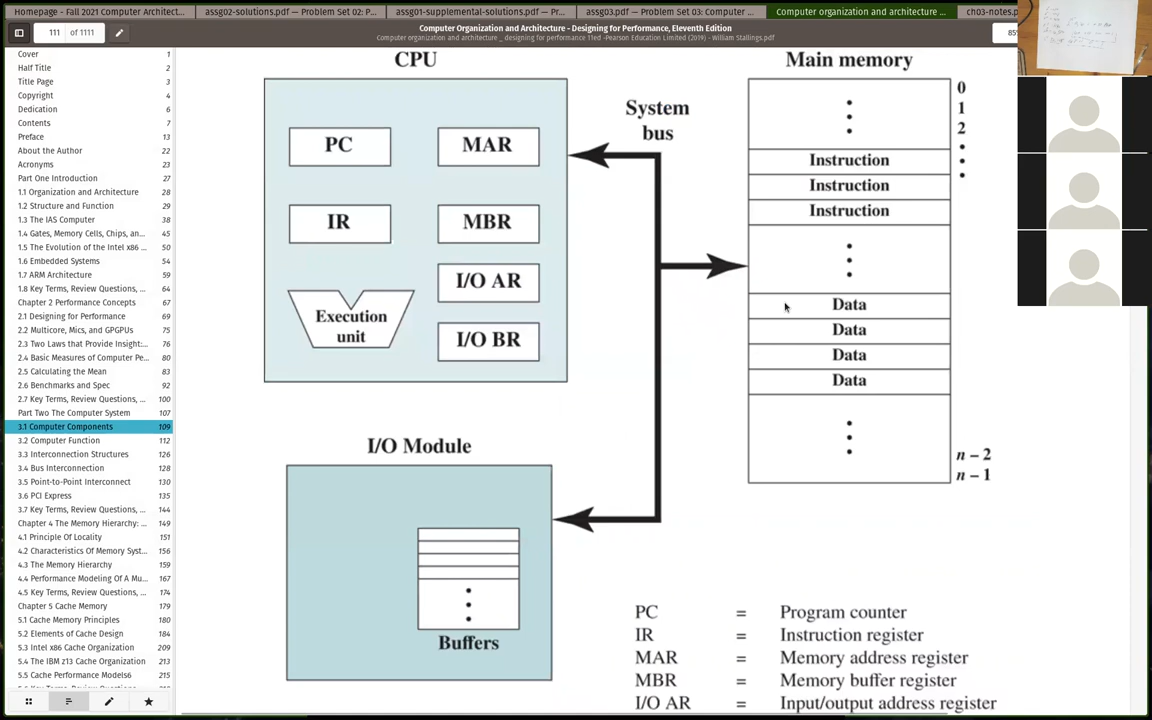 Homepage - Fall 2021 Computer Architect...
assg02-solutions.pdf — Problem Set 02: P...
assg01-supplemental-solutions.pdf — Pr...
assg03.pdf — Problem Set 03: Computer ...
Computer organization and architecture ...
ch03-notes.p
111 of 1111
Computer Organization and Architecture - Designing for Performance, Eleventh Edition
Computer organization and architecture _ designing for performance 11ed -Pearson Education Limited (2019) - William Stallings.pdf
85
Cover 1
Half Title 2
Title Page 3
Copyright 4
Dedication 6
Contents 7
Preface 13
About the Author 22
Acronyms 23
Part One Introduction 27
1.1 Organization and Architecture 28
1.2 Structure and Function 29
1.3 The IAS Computer 38
1.4 Gates, Memory Cells, Chips, an... 45
1.5 The Evolution of the Intel x86 ... 50
1.6 Embedded Systems 54
1.7 ARM Architecture 59
1.8 Key Terms, Review Questions, ... 64
Chapter 2 Performance Concepts 67
2.1 Designing for Performance 69
2.2 Multicore, Mics, and GPGPUs 75
2.3 Two Laws that Provide Insight:... 76
2.4 Basic Measures of Computer Pe... 80
2.5 Calculating the Mean 83
2.6 Benchmarks and Spec 92
2.7 Key Terms, Review Questions, ... 100
Part Two The Computer System 107
3.1 Computer Components 109
3.2 Computer Function 112
3.3 Interconnection Structures 126
3.4 Bus Interconnection 128
3.5 Point-to-Point Interconnect 130
3.6 PCI Express 135
3.7 Key Terms, Review Questions, ... 144
Chapter 4 The Memory Hierarchy: ... 149
4.1 Principle Of Locality 151
4.2 Characteristics Of Memory Syst... 156
4.3 The Memory Hierarchy 159
4.4 Performance Modeling Of A Mu... 167
4.5 Key Terms, Review Questions, ... 174
Chapter 5 Cache Memory 179
5.1 Cache Memory Principles 180
5.2 Elements of Cache Design 184
5.3 Intel x86 Cache Organization 209
5.4 The IBM z13 Cache Organization 213
5.5 Cache Performance Models6 215
CPU
PC
MAR
IR
MBR
I/O AR
Execution
unit
I/O BR
System
bus
Main memory
0
1
2
Instruction
Instruction
Instruction
Data
Data
Data
Data
n – 2
n – 1
I/O Module
Buffers
PC = Program counter
IR = Instruction register
MAR = Memory address register
MBR = Memory buffer register
I/O AR = Input/output address register